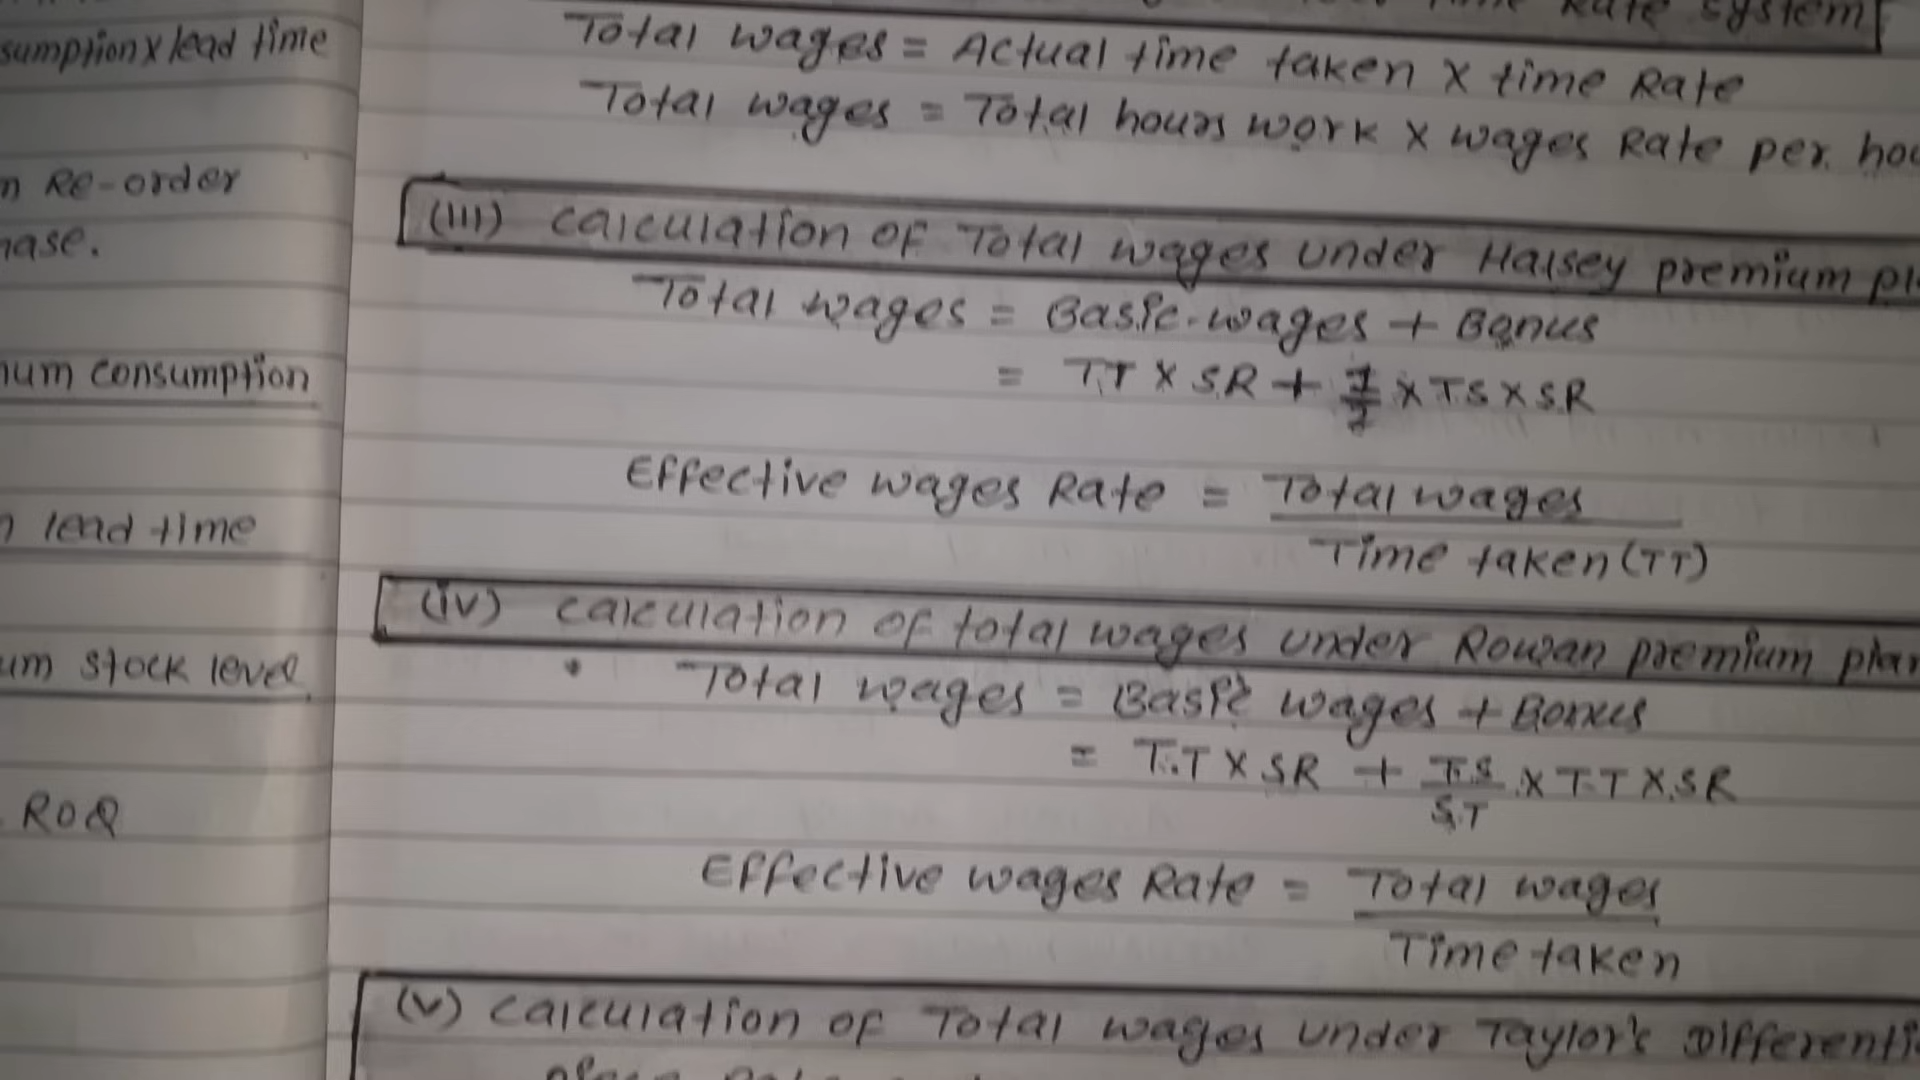 sumption x lead time
n Re-order
nase.
num consumption
n lead time
um stock level
ROQ
Rate system
Total wages = Actual time taken x time Rate
Total wages = Total hours work x wages Rate per. hou
(iii) calculation of Total wages under Halsey premium pla
Total wages = Basic wages + Bonus
= T.T x S.R + 1/2 x T.S x S.R
Effective wages Rate = Total wages
Time taken (TT)
(iv) calculation of total wages under Rowan premium plan
Total wages = Basic wages + Bonus
= T.T x SR + T.S/S.T x T.T x S.R
Effective wages Rate = Total wages
Time taken
(v) calculation of Total wages under Taylor's Differenti